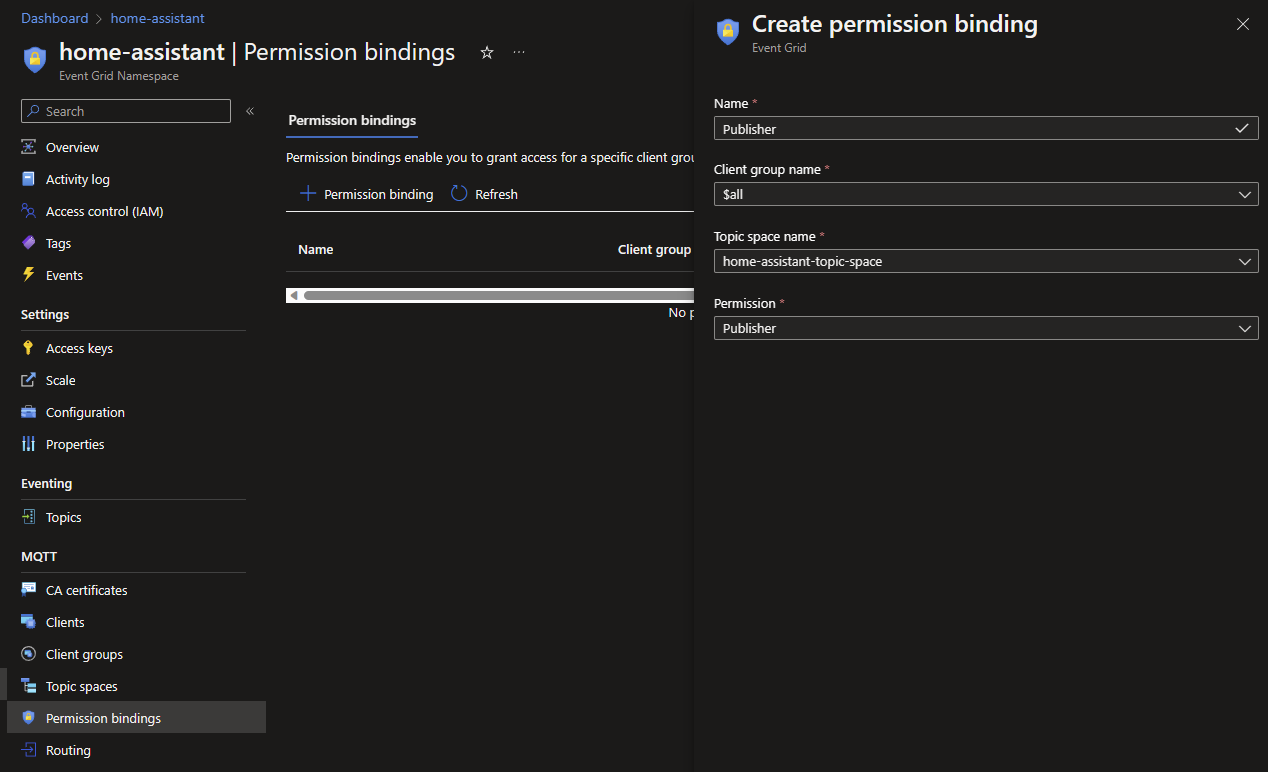 Dashboard > home-assistant
home-assistant | Permission bindings
Event Grid Namespace
Search
Overview
Activity log
Access control (IAM)
Tags
Events
Settings
Access keys
Scale
Configuration
Properties
Eventing
Topics
MQTT
CA certificates
Clients
Client groups
Topic spaces
Permission bindings
Routing
Permission bindings
Permission bindings enable you to grant access for a specific client grou
Permission binding
Refresh
Name Client group
No p
Create permission binding
Event Grid
Name *
Publisher
Client group name *
$all
Topic space name *
home-assistant-topic-space
Permission *
Publisher